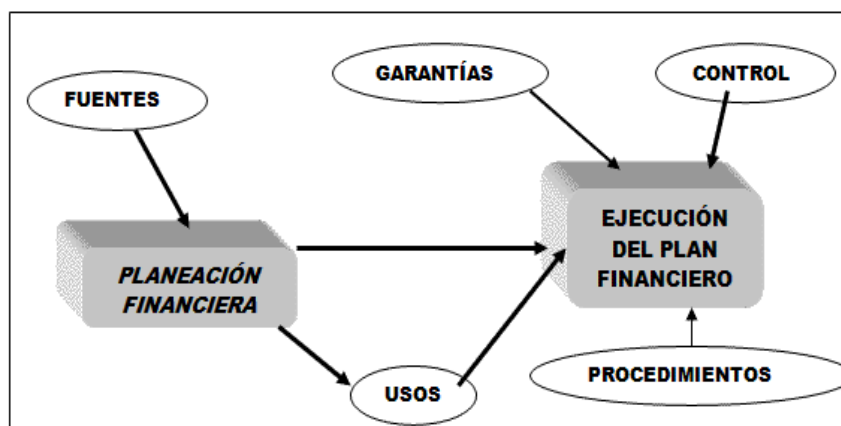 GARANTÍAS
CONTROL
FUENTES
EJECUCIÓN
DEL PLAN
FINANCIERO
PLANEACIÓN
FINANCIERA
USOS
PROCEDIMIENTOS